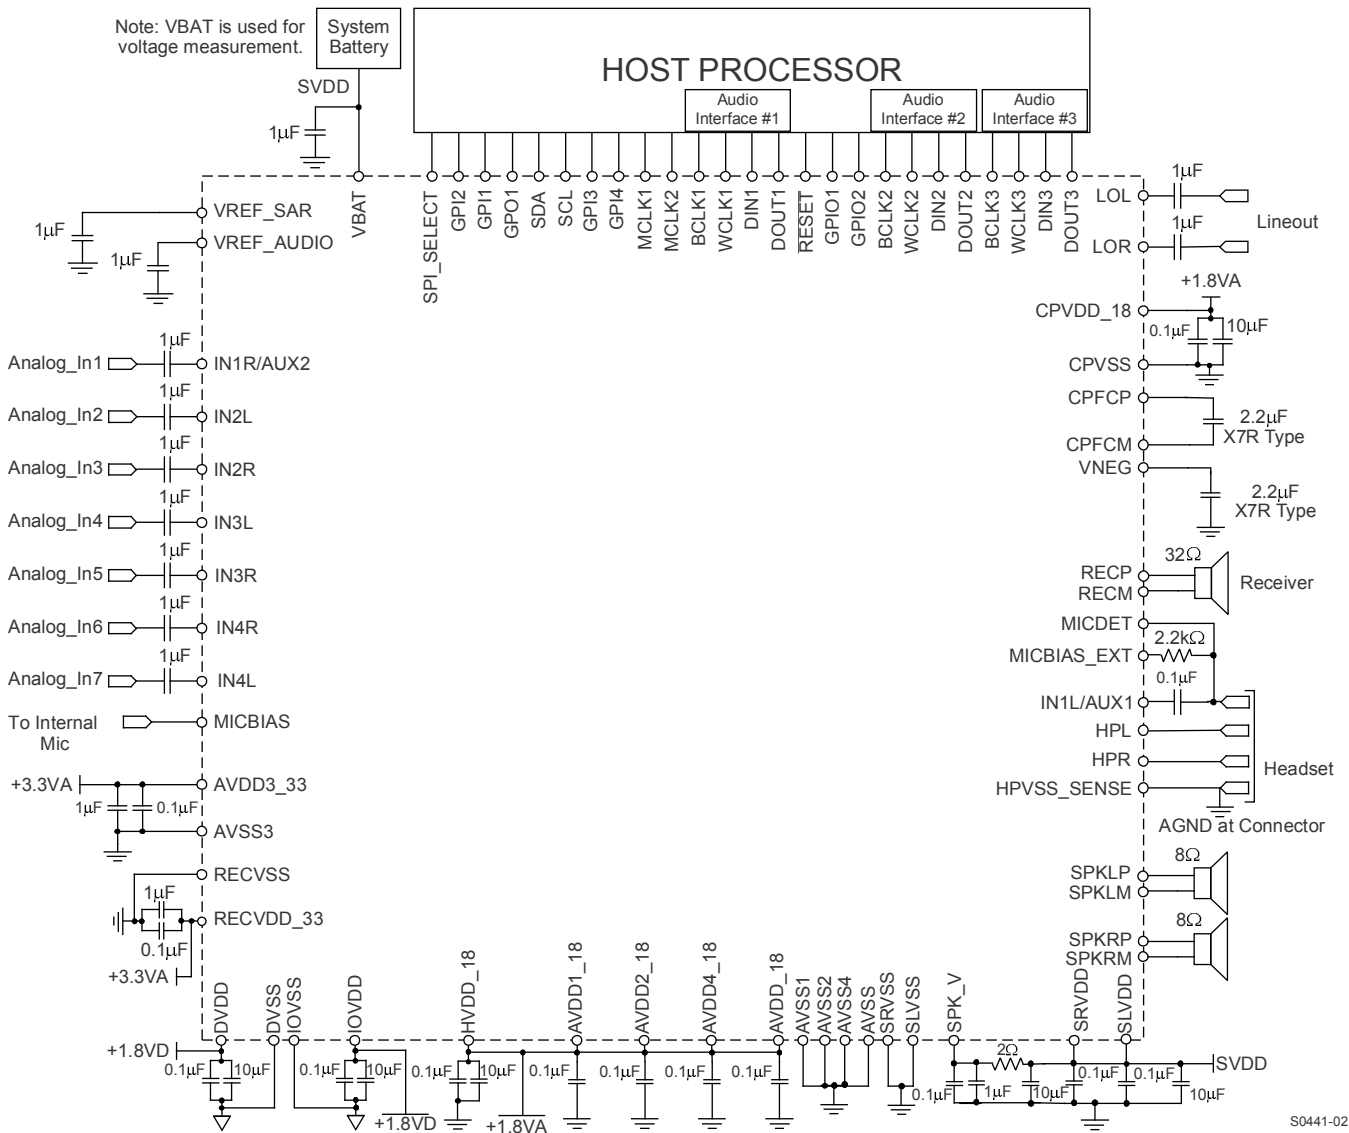 Note: VBAT is used for
voltage measurement.
System
Battery
SVDD
1μF
HOST PROCESSOR
Audio
Interface #1
Audio
Interface #2
Audio
Interface #3
VBAT
SPI_SELECT
GPI2
GPI1
GPO1
SDA
SCL
GPI3
GPI4
MCLK1
MCLK2
BCLK1
WCLK1
DIN1
DOUT1
RESET
GPIO1
GPIO2
BCLK2
WCLK2
DIN2
DOUT2
BCLK3
WCLK3
DIN3
DOUT3
1μF
VREF_SAR
1μF
VREF_AUDIO
1μF
Analog_In1
IN1R/AUX2
1μF
Analog_In2
IN2L
1μF
Analog_In3
IN2R
1μF
Analog_In4
IN3L
1μF
Analog_In5
IN3R
1μF
Analog_In6
IN4R
1μF
Analog_In7
IN4L
To Internal
Mic
MICBIAS
+3.3VA
AVDD3_33
1μF
0.1μF
AVSS3
RECVSS
1μF
RECVDD_33
0.1μF
+3.3VA
LOL
1μF
Lineout
LOR
1μF
+1.8VA
CPVDD_18
0.1μF
10μF
CPVSS
CPFCP
2.2μF
X7R Type
CPFCM
VNEG
2.2μF
X7R Type
32Ω
RECP
RECM
Receiver
MICDET
2.2kΩ
MICBIAS_EXT
0.1μF
IN1L/AUX1
HPL
HPR
Headset
HPVSS_SENSE
AGND at Connector
8Ω
SPKLP
SPKLM
8Ω
SPKRP
SPKRM
DVDD
DVSS
IOVSS
IOVDD
HVDD_18
AVDD1_18
AVDD2_18
AVDD4_18
AVDD_18
AVSS1
AVSS2
AVSS4
AVSS
SRVSS
SLVSS
SPK_V
SRVDD
SLVDD
+1.8VD
0.1μF
10μF
0.1μF
10μF
+1.8VD
0.1μF
10μF
+1.8VA
0.1μF
0.1μF
0.1μF
0.1μF
0.1μF
1μF
2Ω
10μF
0.1μF
0.1μF
10μF
SVDD
S0441-02